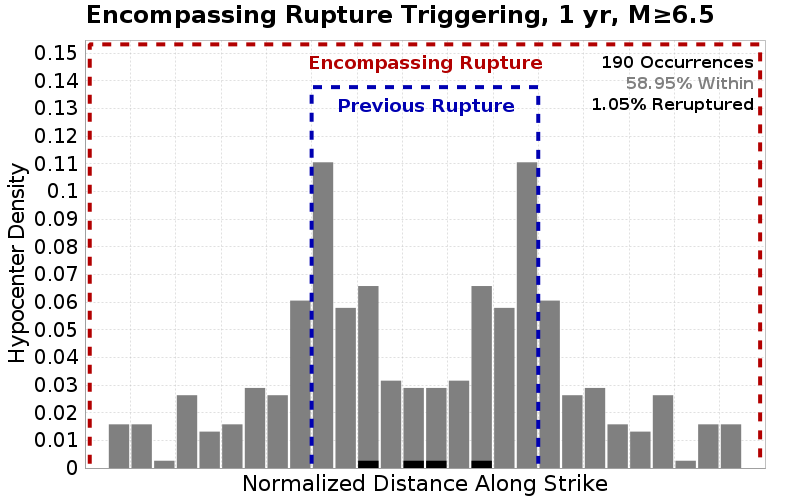 Encompassing Rupture Triggering, 1 yr, M≥6.5
Encompassing Rupture
Previous Rupture
190 Occurrences
58.95% Within
1.05% Reruptured
Hypocenter Density
0.15
0.14
0.13
0.12
0.11
0.1
0.09
0.08
0.07
0.06
0.05
0.04
0.03
0.02
0.01
0
Normalized Distance Along Strike